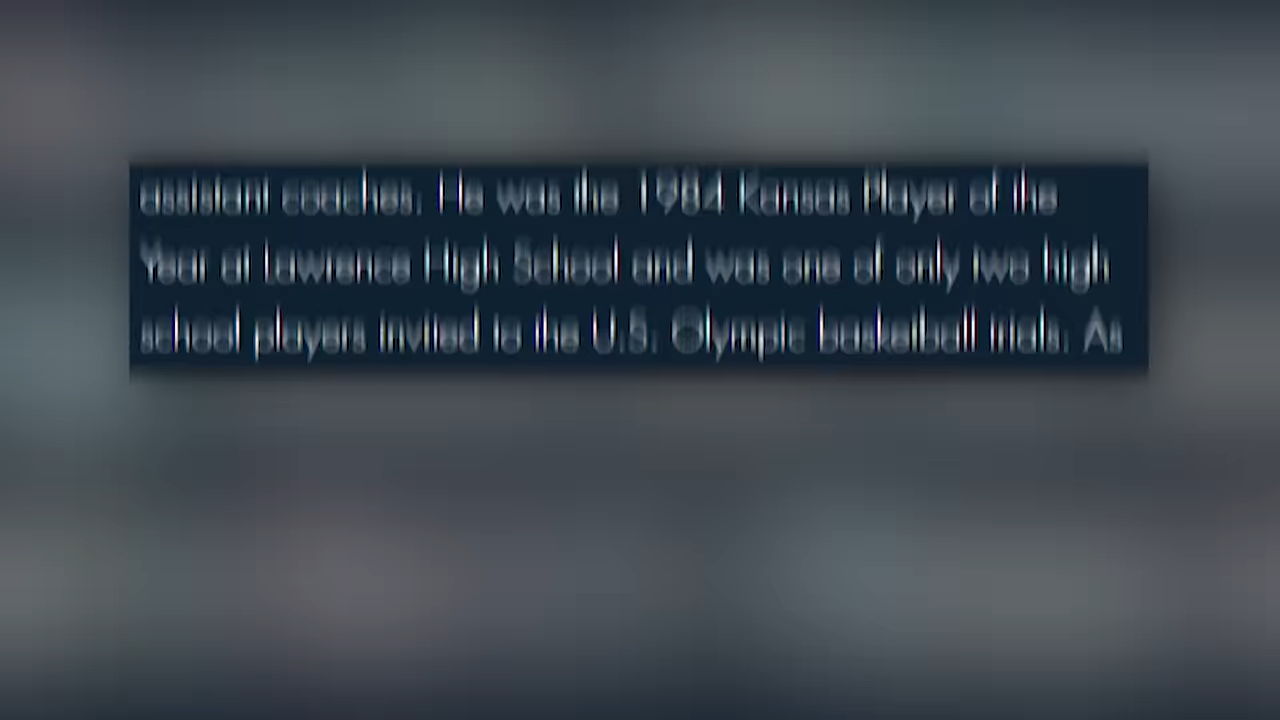 assistant coaches. He was the 1984 Kansas Player of the
Year at Lawrence High School and was one of only two high
school players invited to the U.S. Olympic basketball trials. As